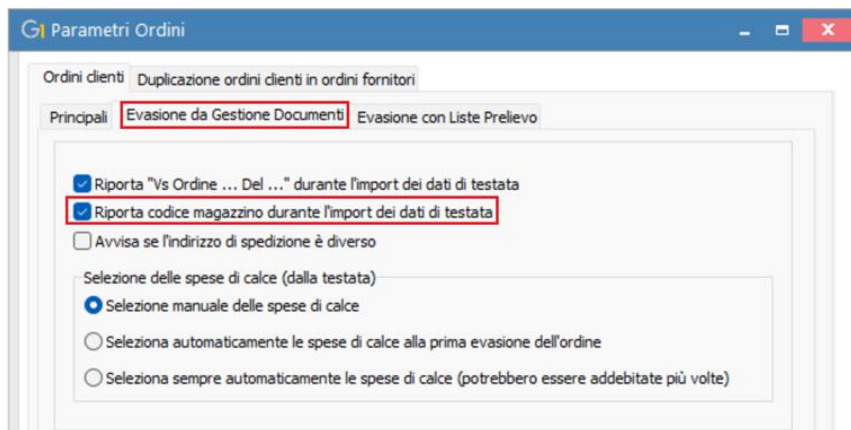 G1 Parametri Ordini
Ordini clienti Duplicazione ordini clienti in ordini fornitori
Principali Evasione da Gestione Documenti Evasione con Liste Prelievo
Riporta "Vs Ordine ... Del ..." durante l'import dei dati di testata
Riporta codice magazzino durante l'import dei dati di testata
Avvisa se l'indirizzo di spedizione è diverso
Selezione delle spese di calce (dalla testata)
Selezione manuale delle spese di calce
Seleziona automaticamente le spese di calce alla prima evasione dell'ordine
Seleziona sempre automaticamente le spese di calce (potrebbero essere addebitate più volte)